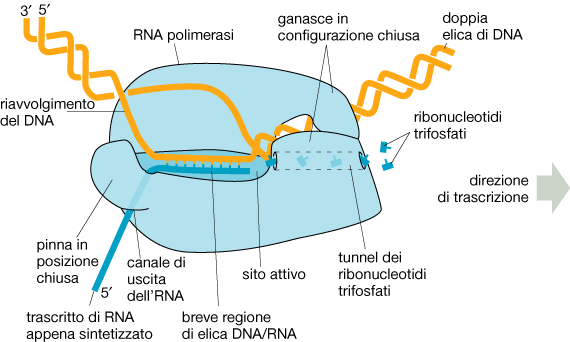 3′ 5′
RNA polimerasi
ganasce in
configurazione chiusa
doppia
elica di DNA
riavvolgimento
del DNA
ribonucleotidi
trifosfati
direzione
di trascrizione
pinna in
posizione
chiusa
canale di
uscita
dell'RNA
sito attivo
tunnel dei
ribonucleotidi
trifosfati
5′
trascritto di RNA
appena sintetizzato
breve regione
di elica DNA/RNA